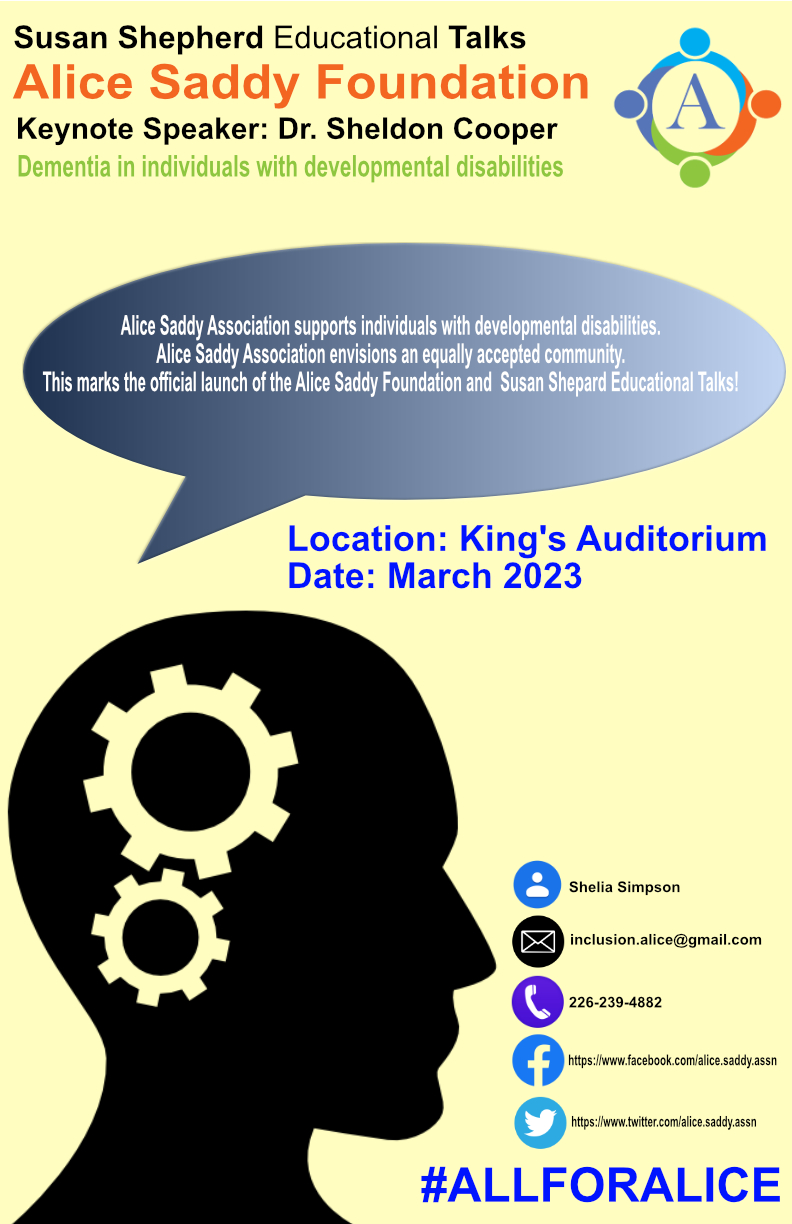 Susan Shepherd Educational Talks
Alice Saddy Foundation
Keynote Speaker: Dr. Sheldon Cooper
Dementia in individuals with developmental disabilities
A
Alice Saddy Association supports individuals with developmental disabilities.
Alice Saddy Association envisions an equally accepted community.
This marks the official launch of the Alice Saddy Foundation and  Susan Shepard Educational Talks!
Location: King's Auditorium
Date: March 2023
Shelia Simpson
inclusion.alice@gmail.com
226-239-4882
https://www.facebook.com/alice.saddy.assn
https://www.twitter.com/alice.saddy.assn
#ALLFORALICE